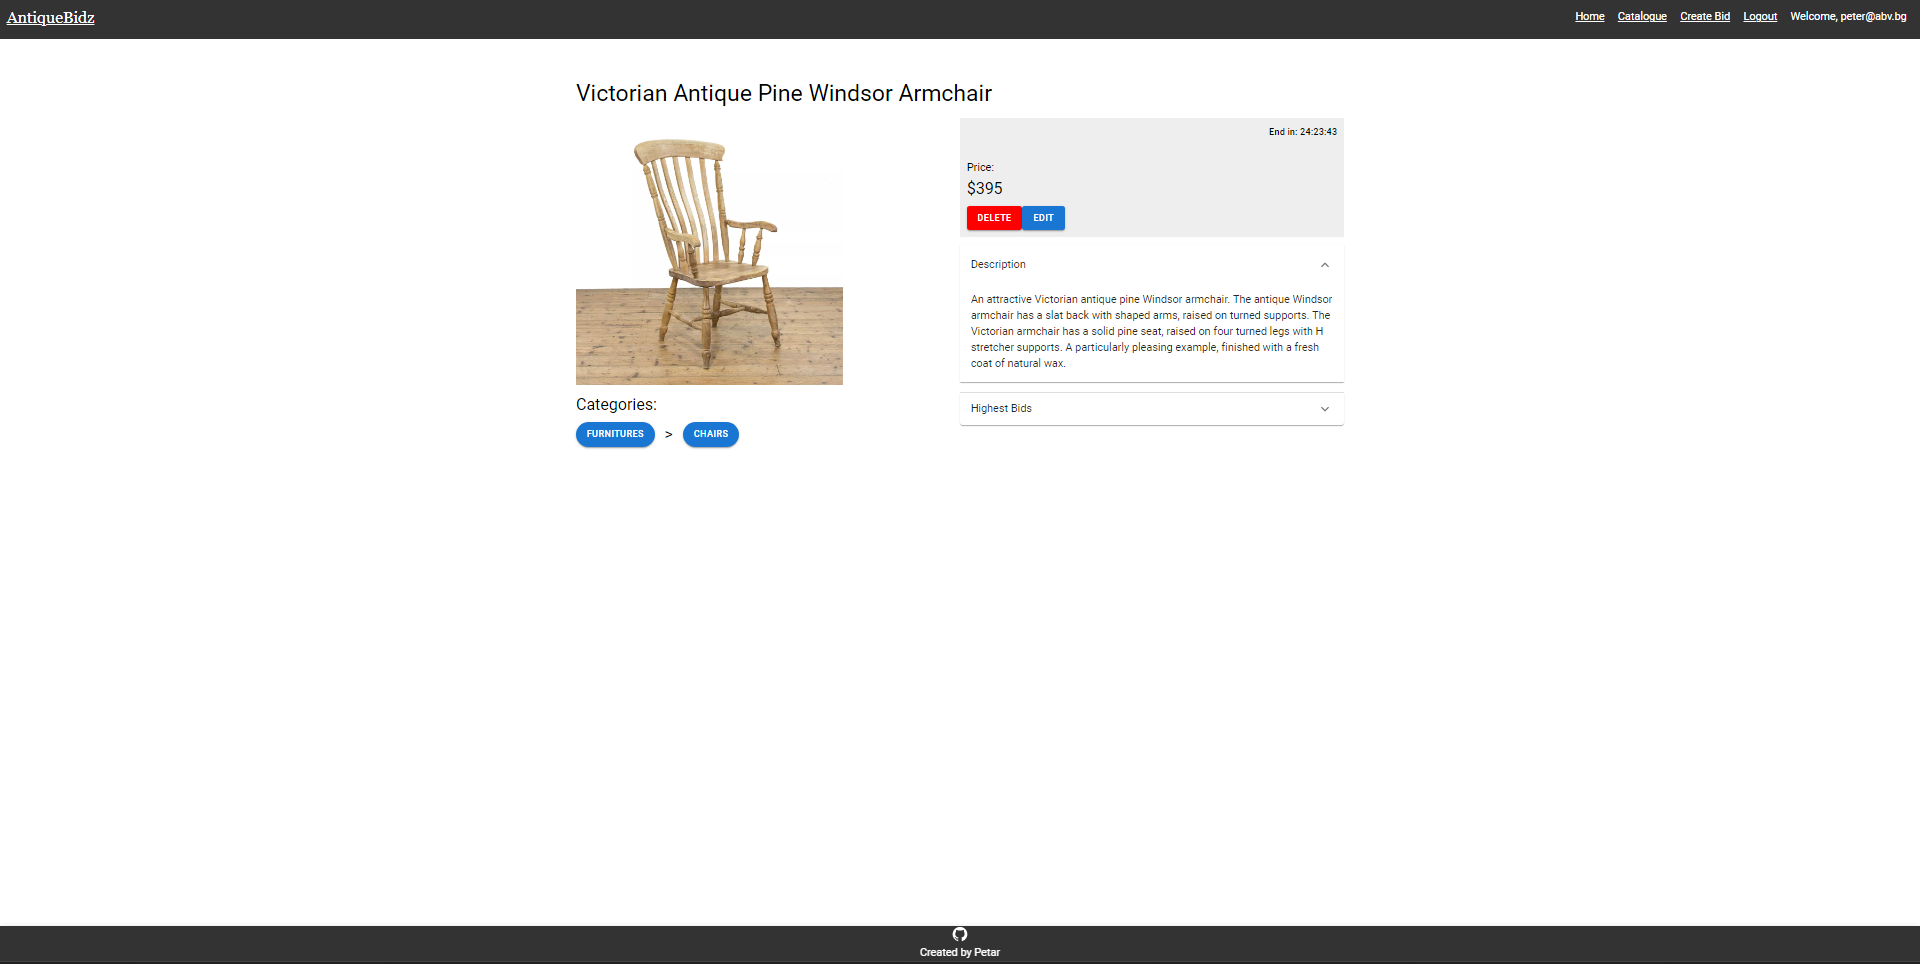 AntiqueBidz
Home Catalogue Create Bid Logout Welcome, peter@abv.bg
Victorian Antique Pine Windsor Armchair
End in: 24:23:43
Price:
$395
DELETE EDIT
Description
An attractive Victorian antique pine Windsor armchair. The antique Windsor
armchair has a slat back with shaped arms, raised on turned supports. The
Victorian armchair has a solid pine seat, raised on four turned legs with H
stretcher supports. A particularly pleasing example, finished with a fresh
coat of natural wax.
Highest Bids
Categories:
FURNITURES > CHAIRS
Created by Petar